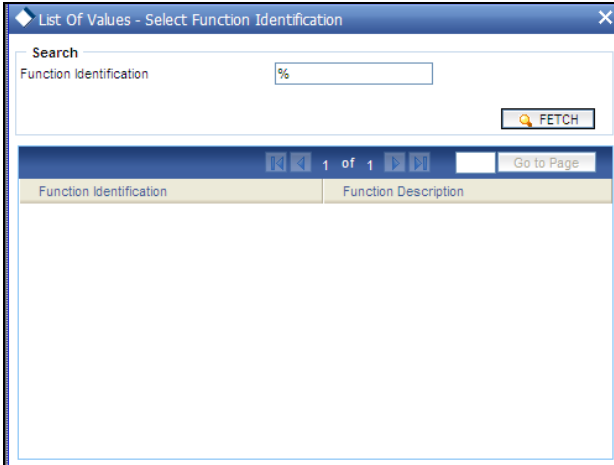 List Of Values - Select Function Identification
Search
Function Identification %
FETCH
1 of 1 Go to Page
Function Identification Function Description